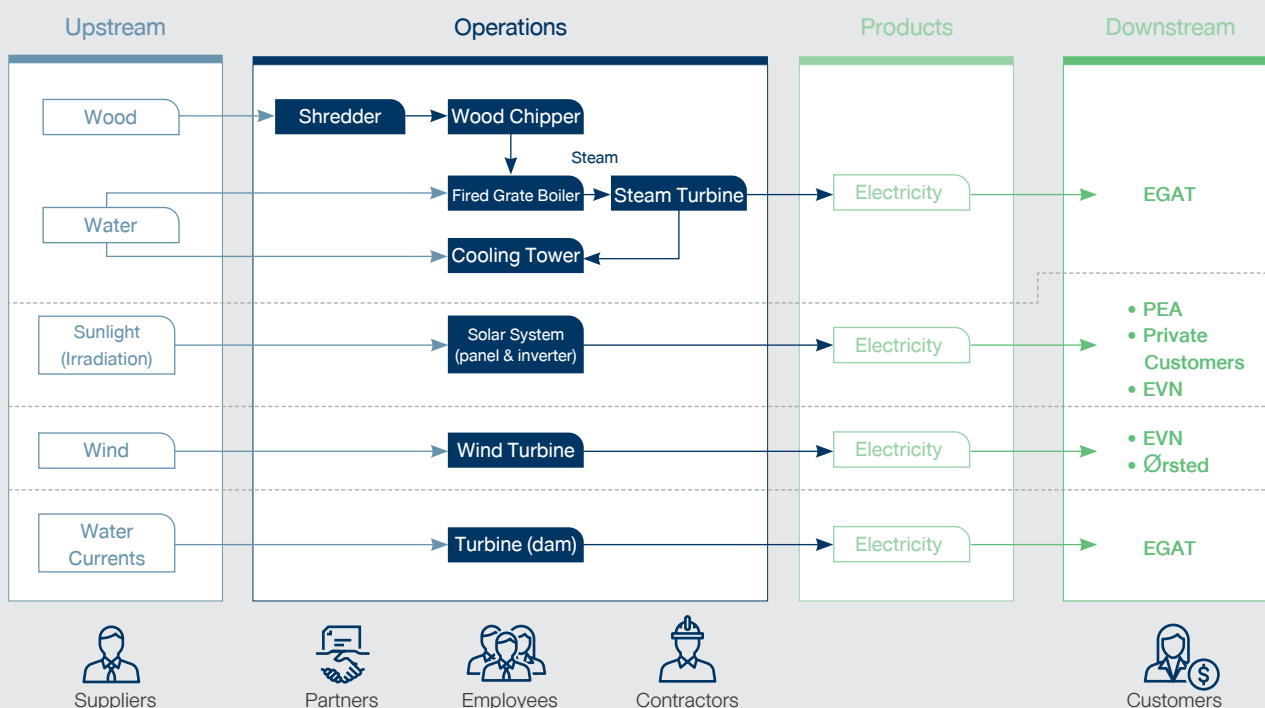 Upstream
Operations
Products
Downstream
Wood
Shredder
Wood Chipper
Steam
Water
Fired Grate Boiler
Steam Turbine
Electricity
EGAT
Cooling Tower
Sunlight
(Irradiation)
Solar System
(panel & inverter)
Electricity
• PEA
• Private
Customers
• EVN
Wind
Wind Turbine
Electricity
• EVN
• Ørsted
Water
Currents
Turbine (dam)
Electricity
EGAT
$
Suppliers
Partners
Employees
Contractors
Customers